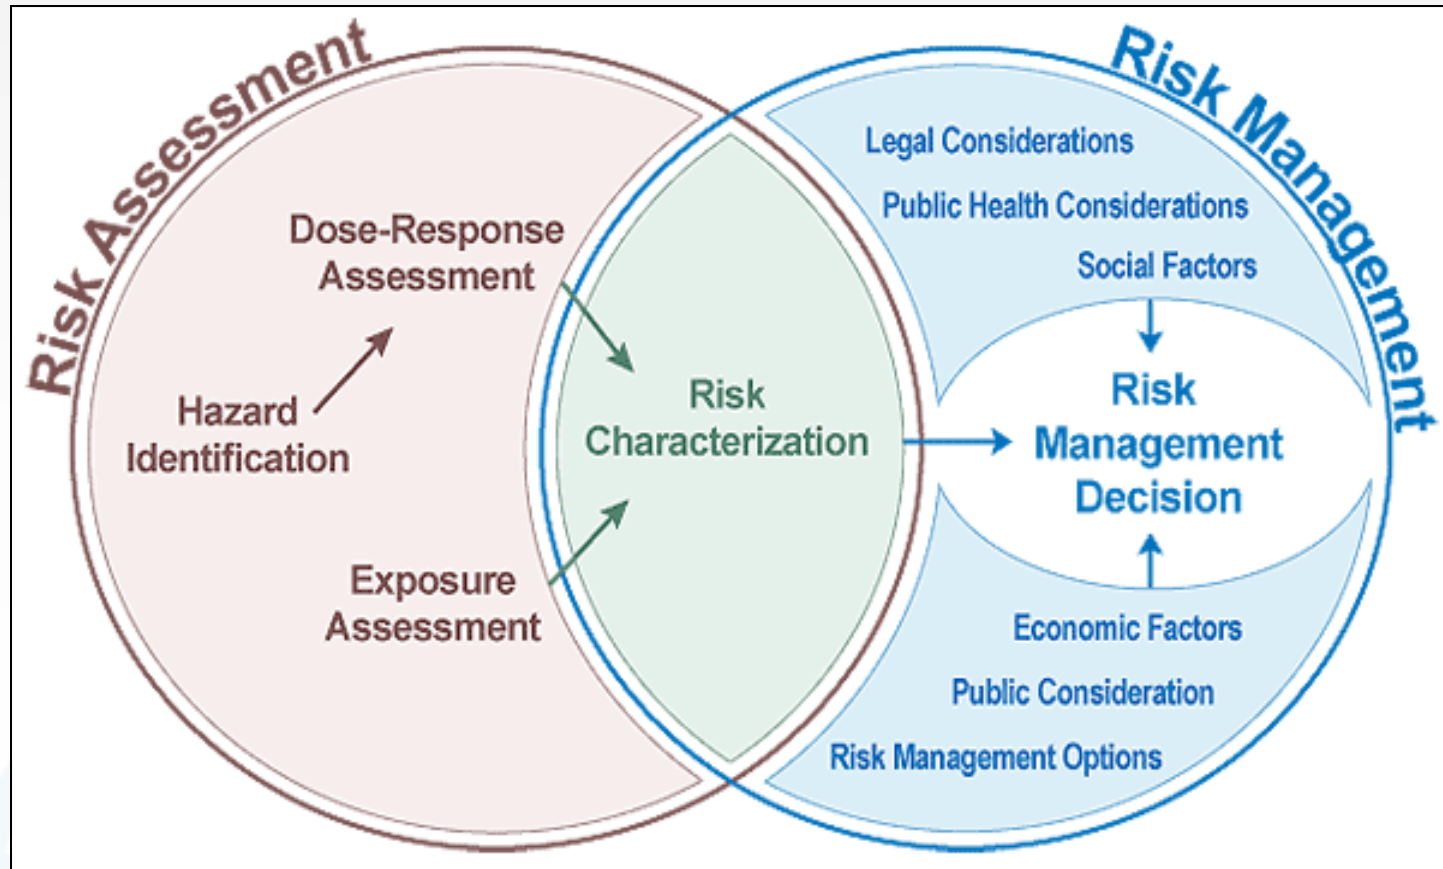 Risk Assessment
Risk Management
Dose-Response
Assessment
Hazard
Identification
Exposure
Assessment
Risk
Characterization
Legal Considerations
Public Health Considerations
Social Factors
Risk
Management
Decision
Economic Factors
Public Consideration
Risk Management Options